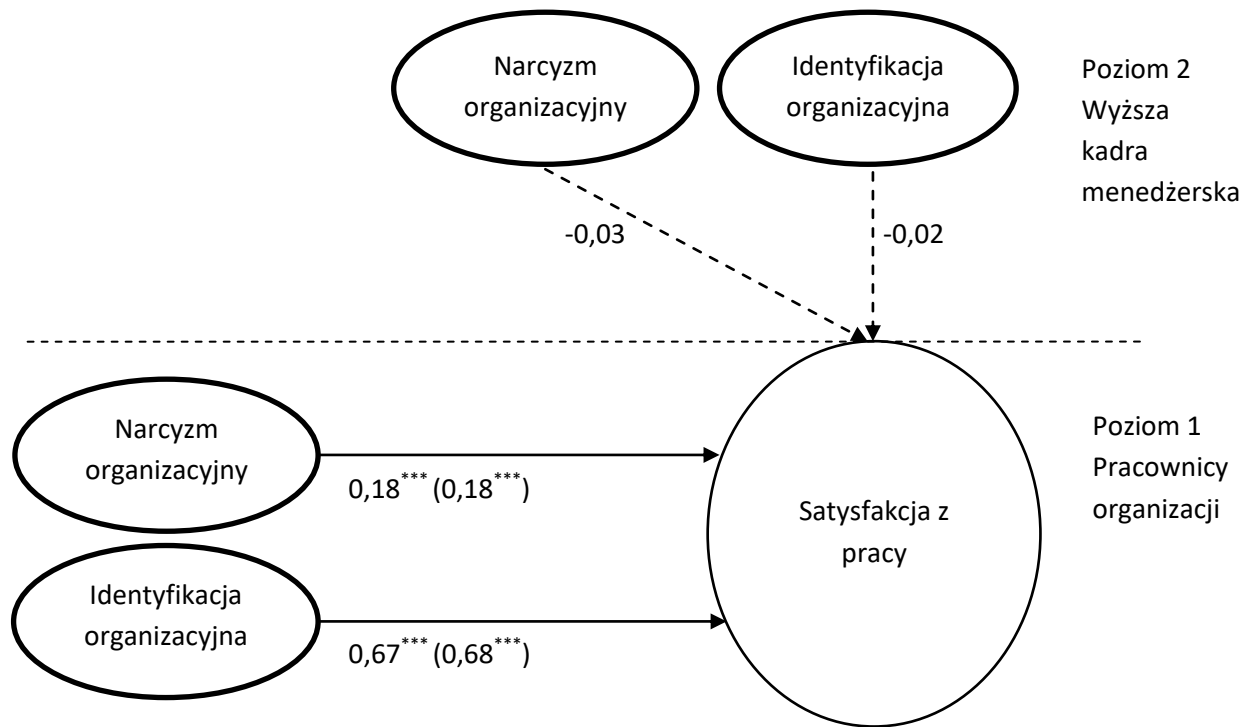 Narcyzm
organizacyjny
Identyfikacja
organizacyjna
Poziom 2
Wyższa
kadra
menedżerska
-0,03
-0,02
Narcyzm
organizacyjny
0,18*** (0,18***)
Identyfikacja
organizacyjna
0,67*** (0,68***)
Satysfakcja z
pracy
Poziom 1
Pracownicy
organizacji